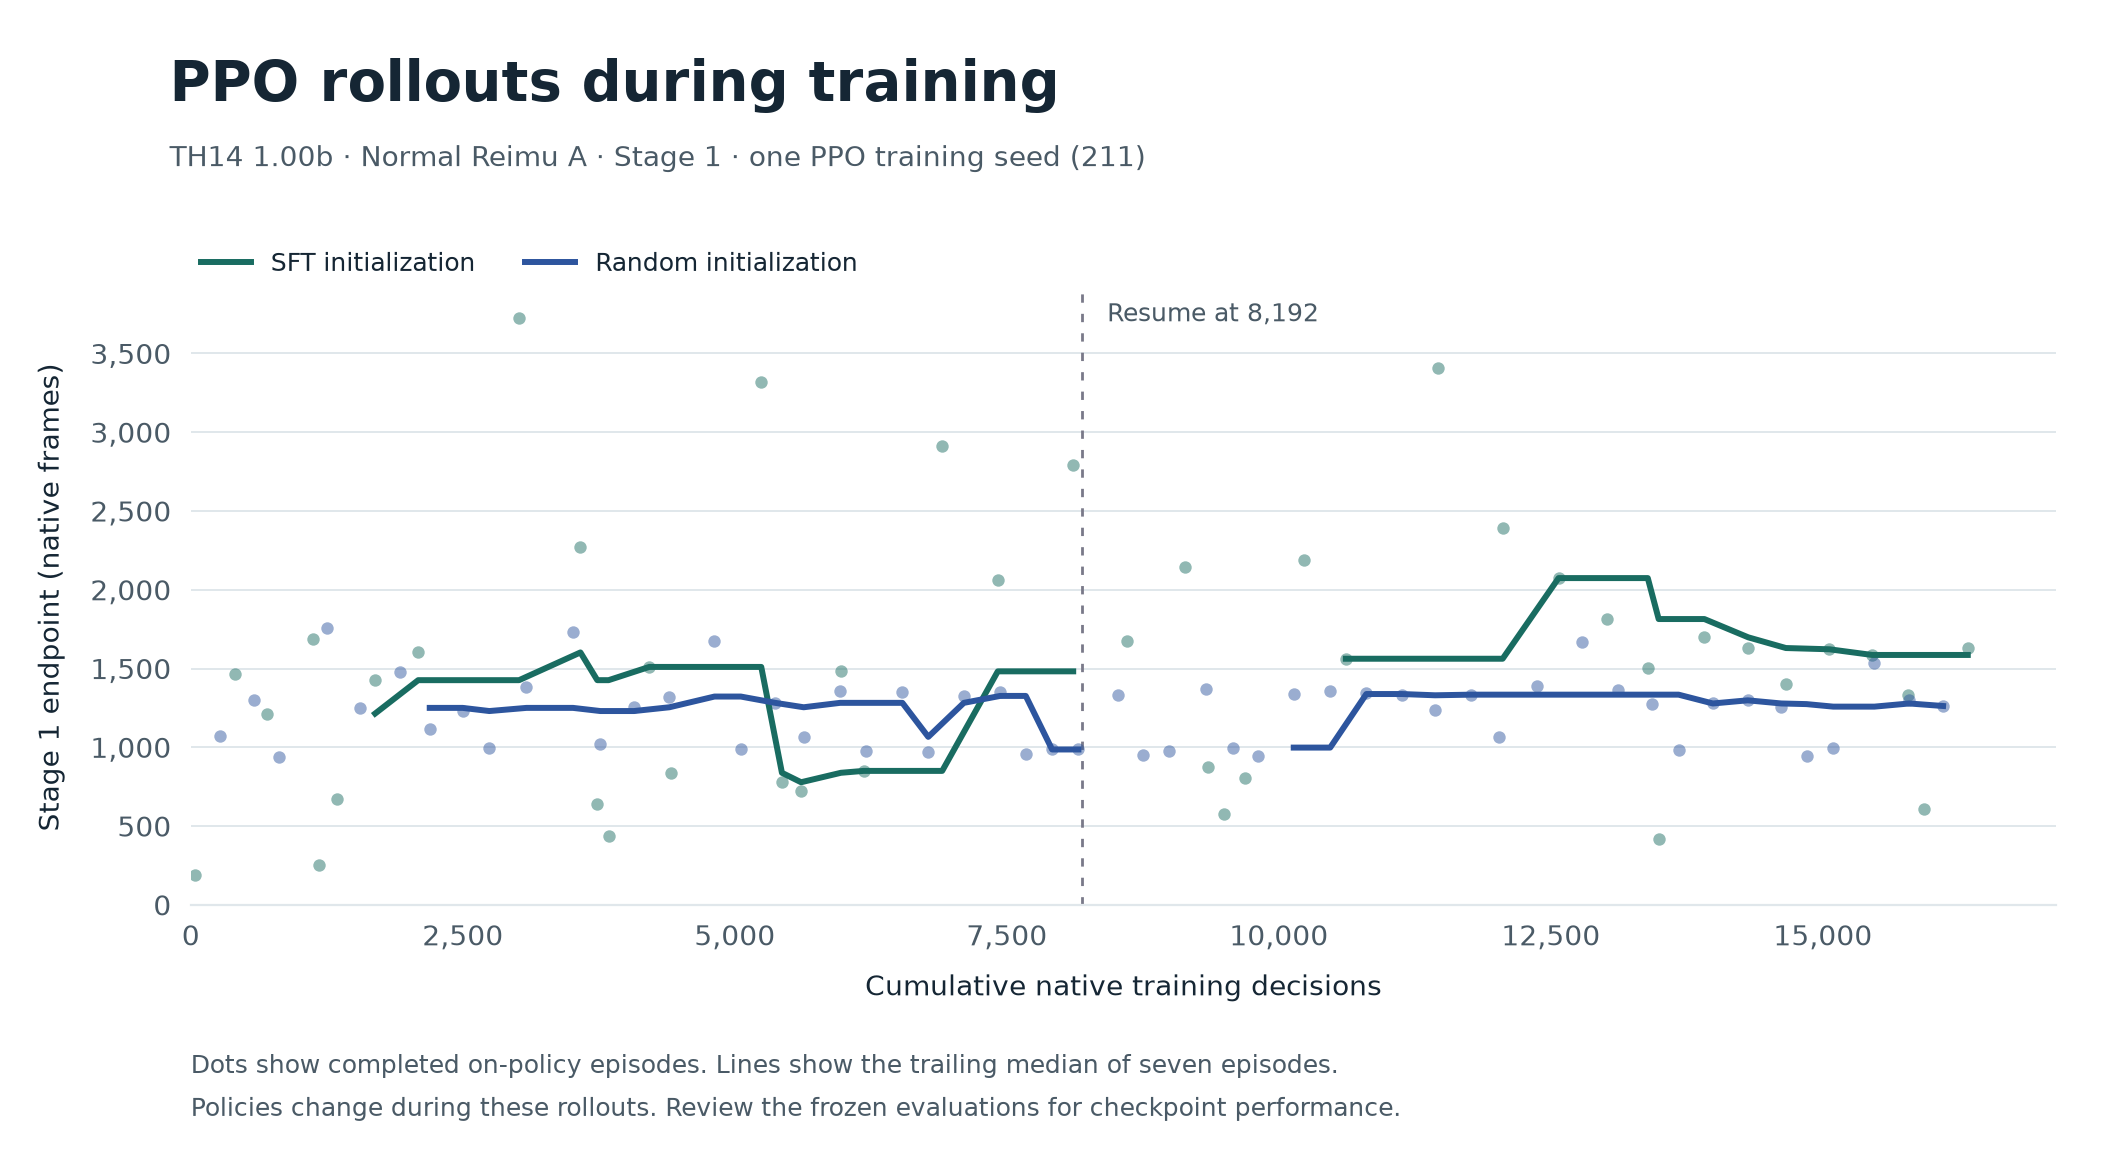 PPO rollouts during training
TH14 1.00b · Normal Reimu A · Stage 1 · one PPO training seed (211)
SFT initialization
Random initialization
Resume at 8,192
Stage 1 endpoint (native frames)
3,500
3,000
2,500
2,000
1,500
1,000
500
0
0
2,500
5,000
7,500
10,000
12,500
15,000
Cumulative native training decisions
Dots show completed on-policy episodes. Lines show the trailing median of seven episodes.
Policies change during these rollouts. Review the frozen evaluations for checkpoint performance.